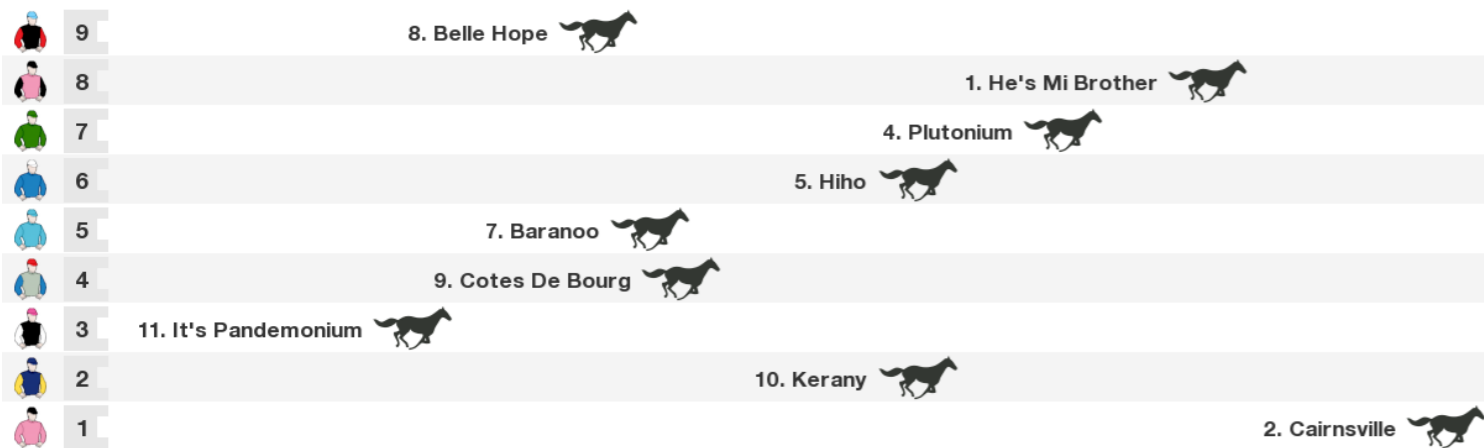 9 8. Belle Hope
8 1. He's Mi Brother
7 4. Plutonium
6 5. Hiho
5 7. Baranoo
4 9. Cotes De Bourg
3 11. It's Pandemonium
2 10. Kerany
1 2. Cairnsville